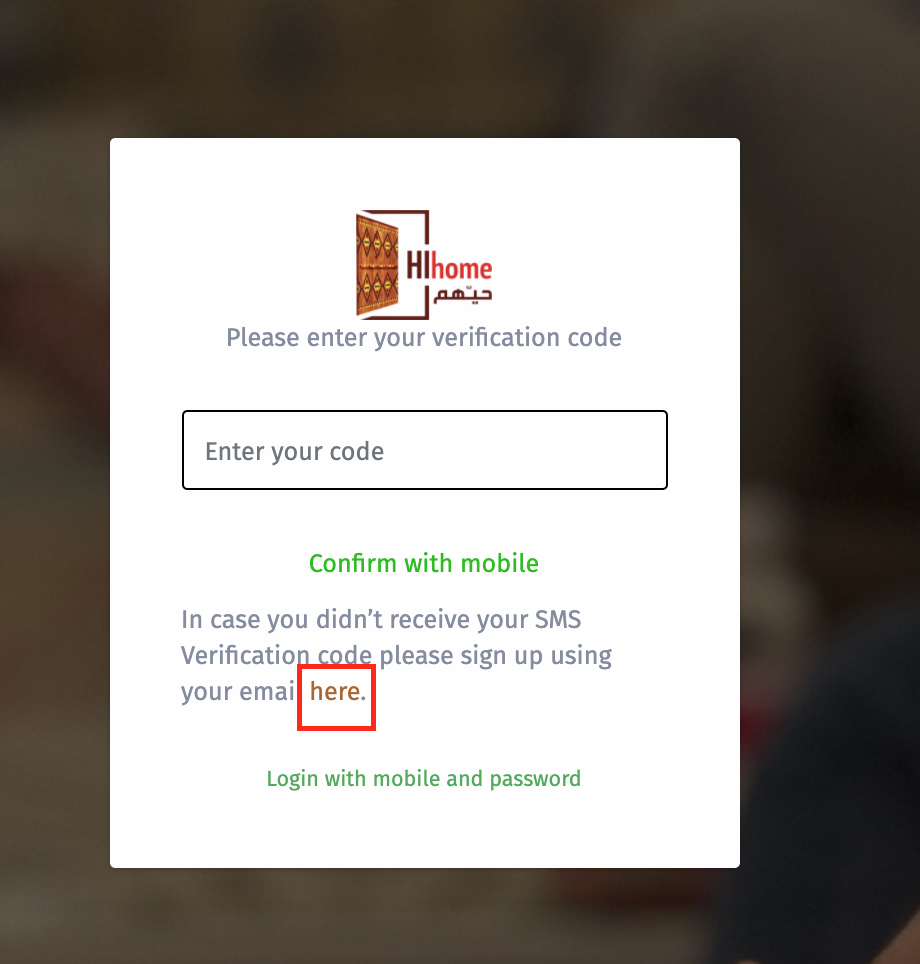 HIhome
حيّهم
Please enter your verification code
Enter your code
Confirm with mobile
In case you didn’t receive your SMS
Verification code please sign up using
your emai here.
Login with mobile and password